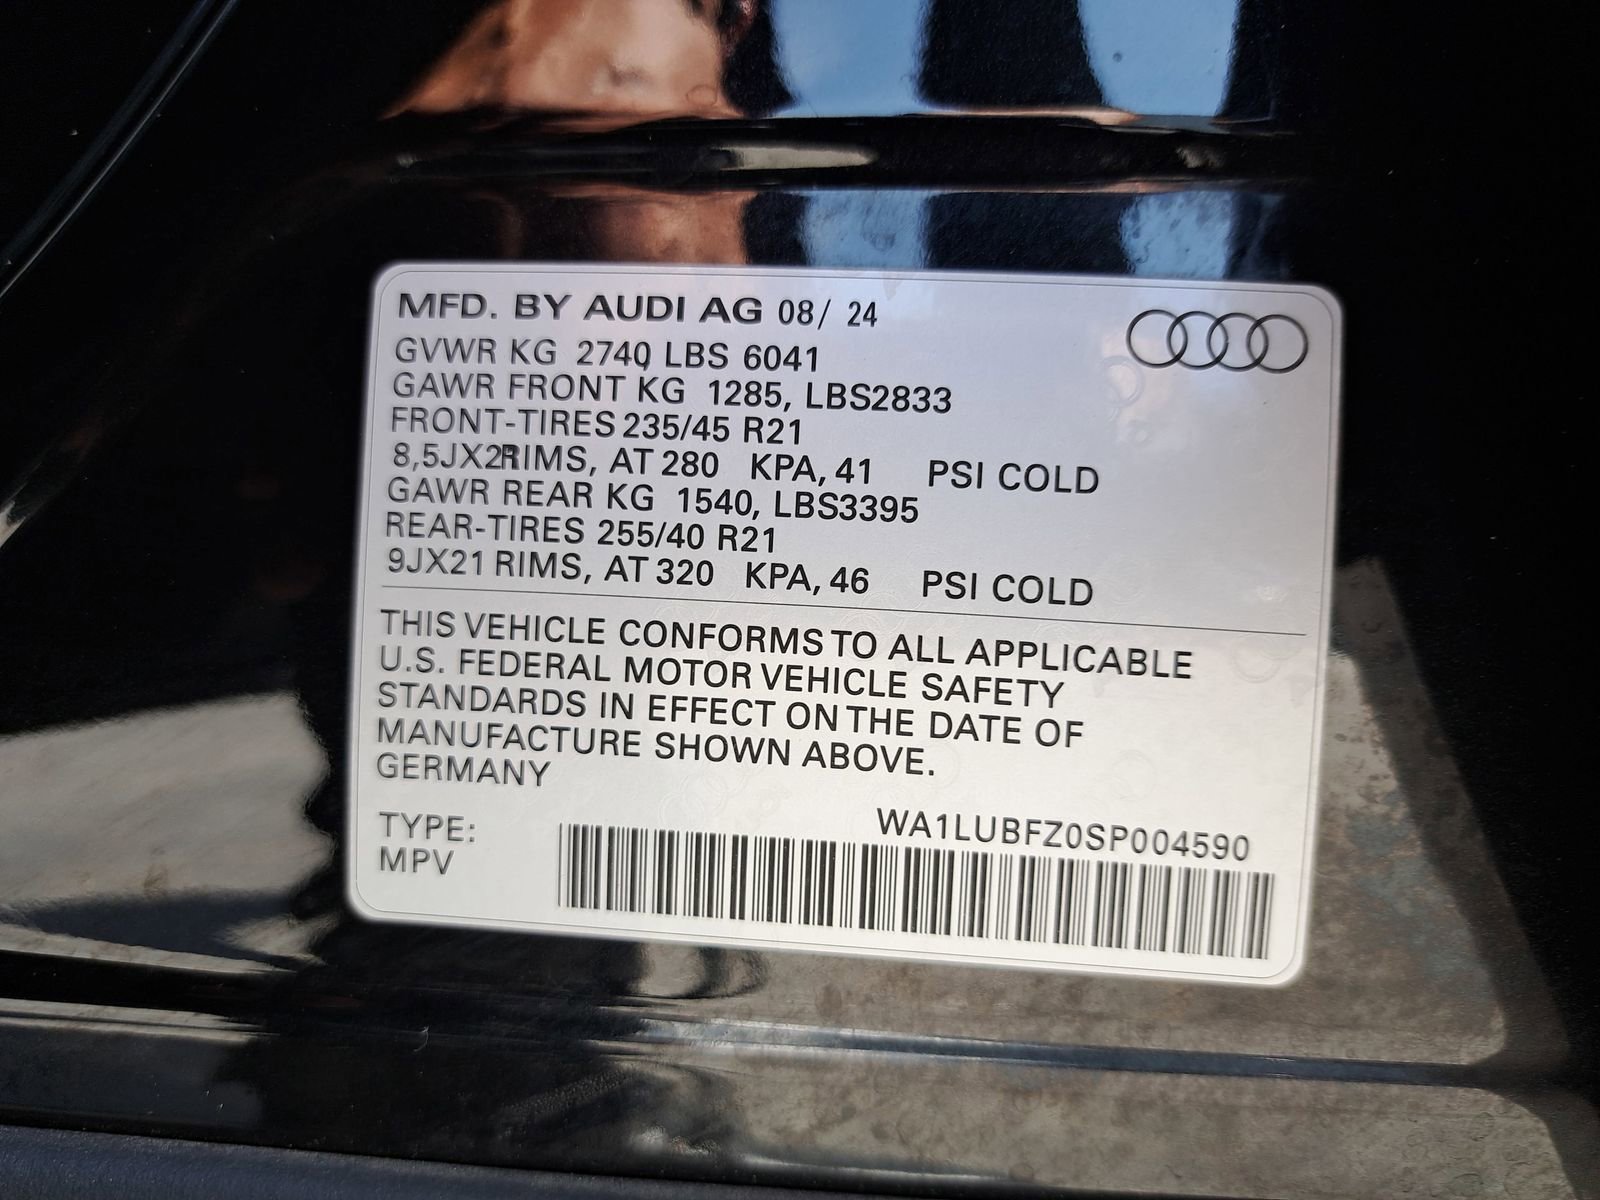 MFD. BY AUDI AG 08/ 24
GVWR KG 2740, LBS 6041
GAWR FRONT KG 1285, LBS2833
FRONT-TIRES 235/45 R21
8,5JX21RIMS, AT 280 KPA, 41 PSI COLD
GAWR REAR KG 1540, LBS3395
REAR-TIRES 255/40 R21
9JX21 RIMS, AT 320 KPA, 46 PSI COLD
THIS VEHICLE CONFORMS TO ALL APPLICABLE
U.S. FEDERAL MOTOR VEHICLE SAFETY
STANDARDS IN EFFECT ON THE DATE OF
MANUFACTURE SHOWN ABOVE.
GERMANY
WA1LUBFZ0SP004590
TYPE:
MPV